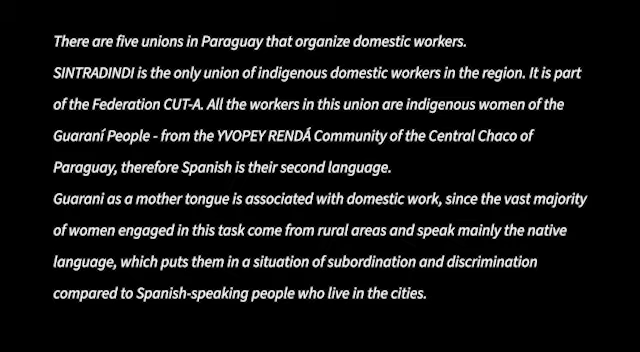 There are five unions in Paraguay that organize domestic workers.
SINTRADINDI is the only union of indigenous domestic workers in the region. It is part
of the Federation CUT-A. All the workers in this union are indigenous women of the
Guaraní People - from the YVOPEY RENDÁ Community of the Central Chaco of
Paraguay, therefore Spanish is their second language.
Guarani as a mother tongue is associated with domestic work, since the vast majority
of women engaged in this task come from rural areas and speak mainly the native
language, which puts them in a situation of subordination and discrimination
compared to Spanish-speaking people who live in the cities.